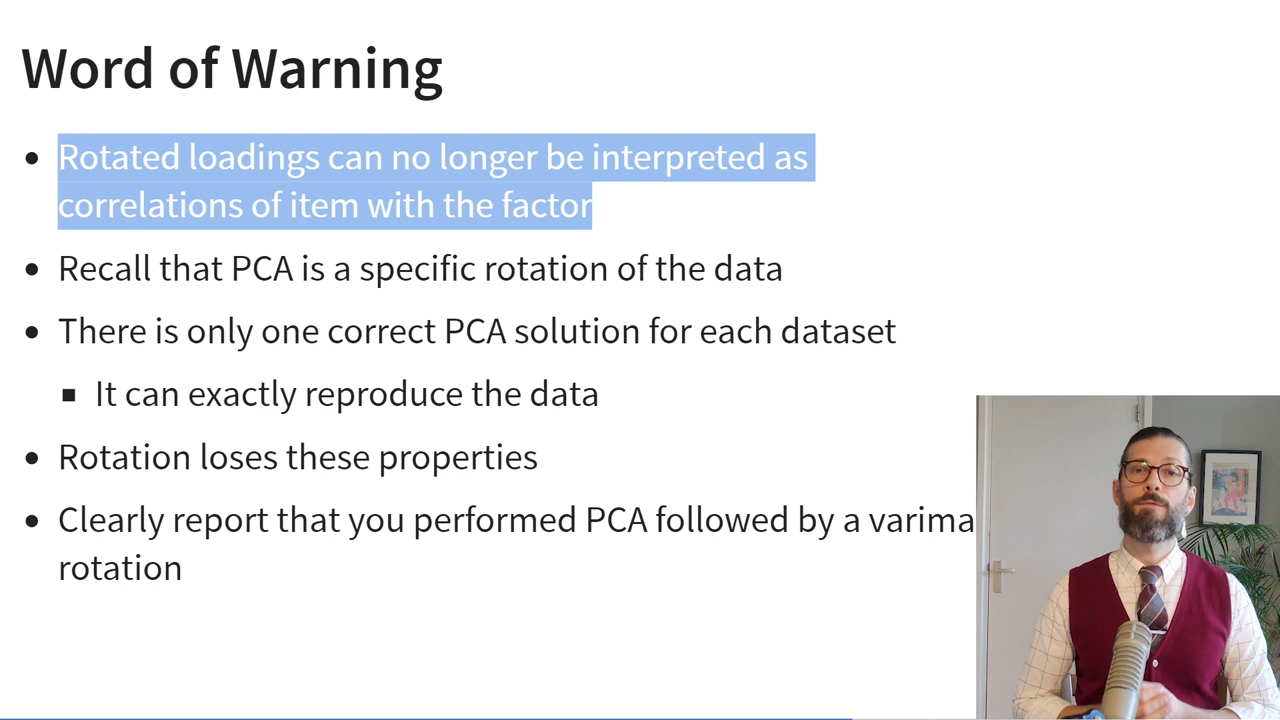 Word of Warning
• Rotated loadings can no longer be interpreted as
correlations of item with the factor
• Recall that PCA is a specific rotation of the data
• There is only one correct PCA solution for each dataset
▪ It can exactly reproduce the data
• Rotation loses these properties
• Clearly report that you performed PCA followed by a varima
rotation